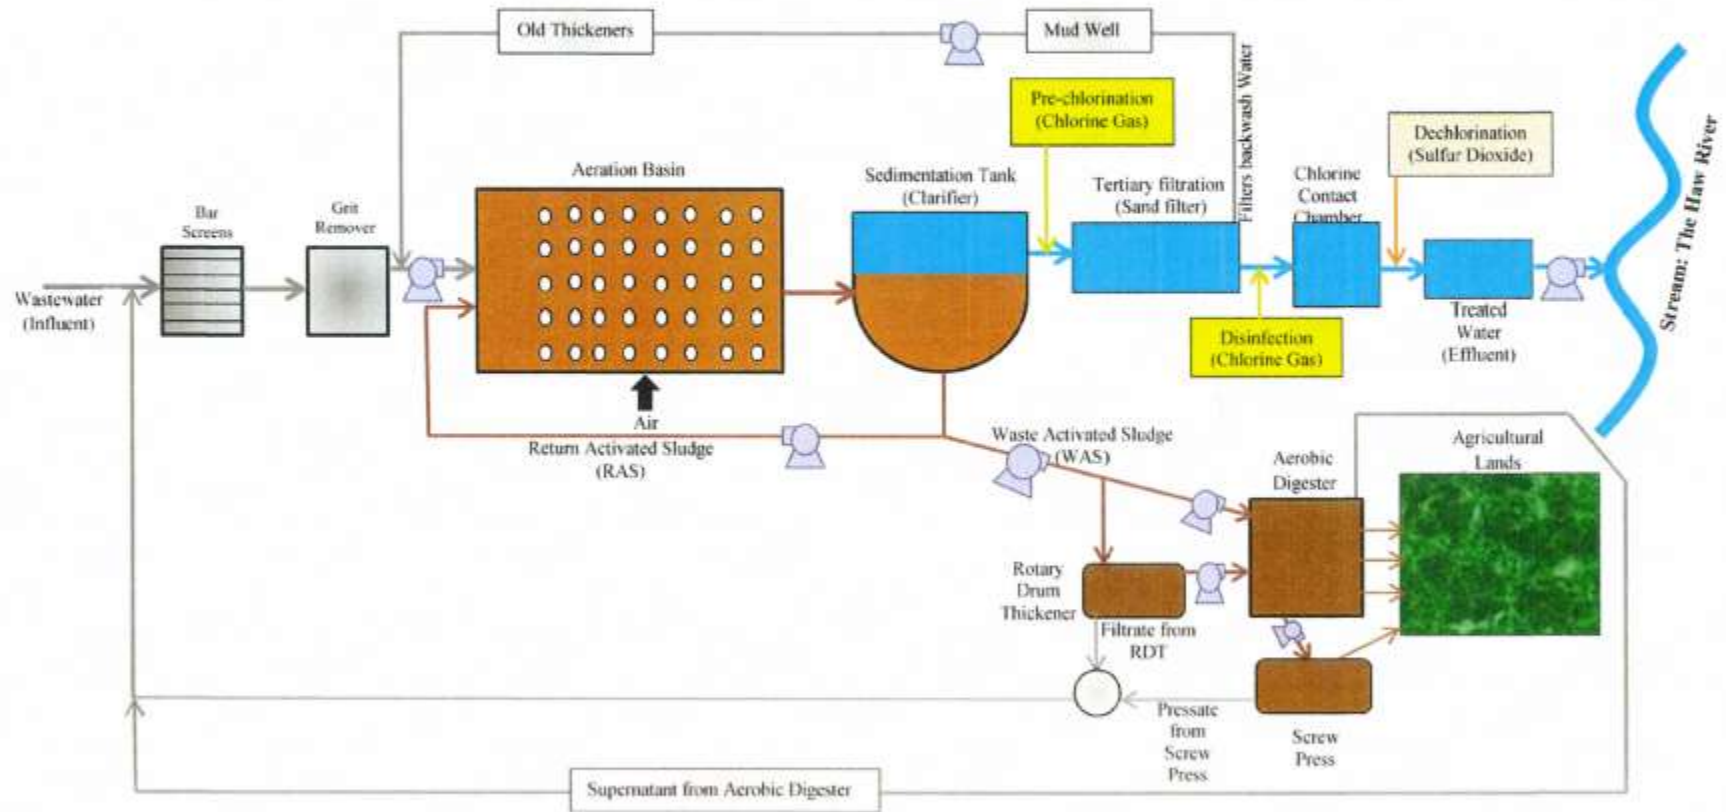 Old Thickeners
Mud Well
Filters backwash Water
Pre-chlorination
(Chlorine Gas)
Dechlorination
(Sulfur Dioxide)
Stream: The Haw River
Aeration Basin
Sedimentation Tank
(Clarifier)
Tertiary filtration
(Sand filter)
Chlorine
Contact
Chamber
Bar
Screens
Grit
Remover
Wastewater
(Influent)
Disinfection
(Chlorine Gas)
Treated
Water
(Effluent)
Air
Return Activated Sludge
(RAS)
Waste Activated Sludge
(WAS)
Aerobic
Digester
Agricultural
Lands
Rotary
Drum
Thickener
Filtrate from
RDT
Pressate
from
Screw
Press
Screw
Press
Supernatant from Aerobic Digester